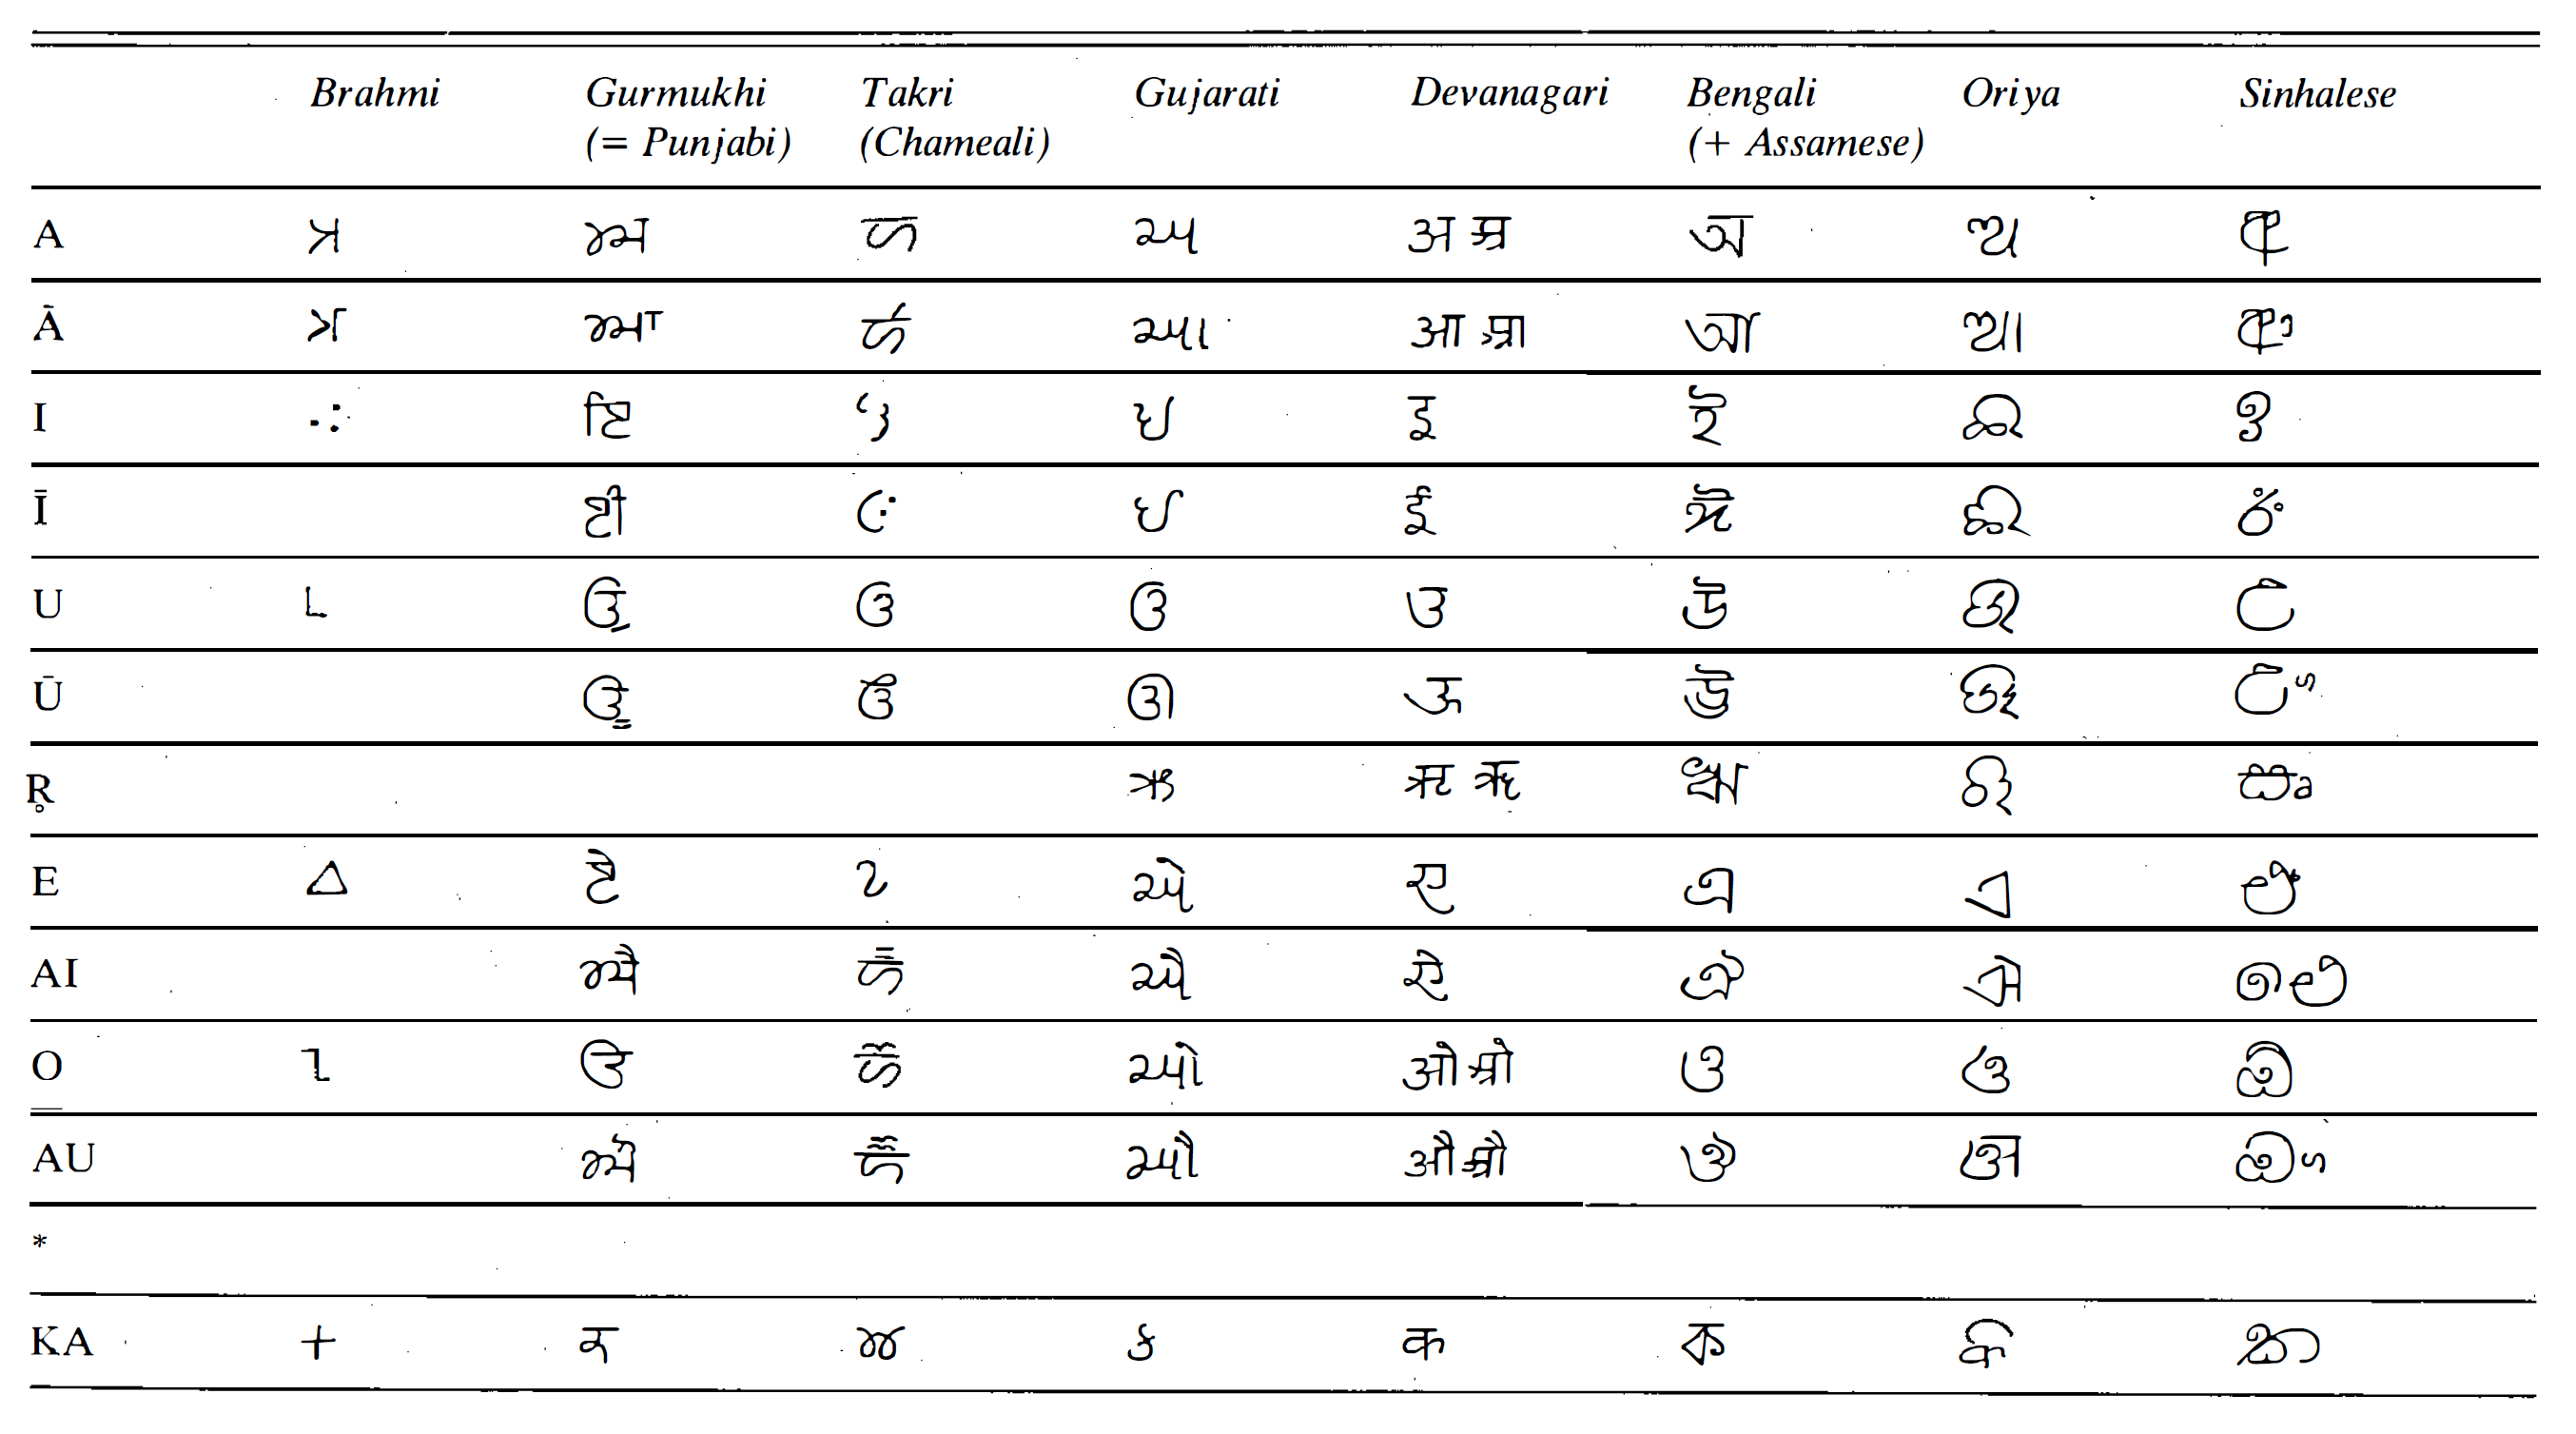 Brahmi Gurmukhi Takri Gujarati Devanagari Bengali Oriya Sinhalese
(= Punjabi) (Chameali) (+ Assamese)
A 𑀅 ਅ 𑚀 અ अ অ ଅ අ
Ā 𑀆 ਆ 𑚁 આ आ আ ଆ ආ
I 𑀇 ਇ 𑚂 ઇ इ ই ଇ ඉ
Ī ਈ 𑚃 ઈ ई ঈ ଈ ඊ
U 𑀉 ਉ 𑚄 ઉ उ উ ଉ උ
Ū ਊ 𑚅 ઊ ऊ ঊ ଊ ඌ
R̥ ઋ ऋ ঋ ଋ ඍ
E 𑀏 ਏ 𑚆 એ ए এ ଏ ඒ
AI ਐ 𑚇 ઐ ऐ ঐ ଐ ඓ
O 𑀑 ਓ 𑚈 ઓ ओ ও ଓ ඕ
AU ਔ 𑚉 ઔ औ ঔ ଔ ඖ
*
KA 𑀓 ਕ 𑚊 ક क ক କ ක